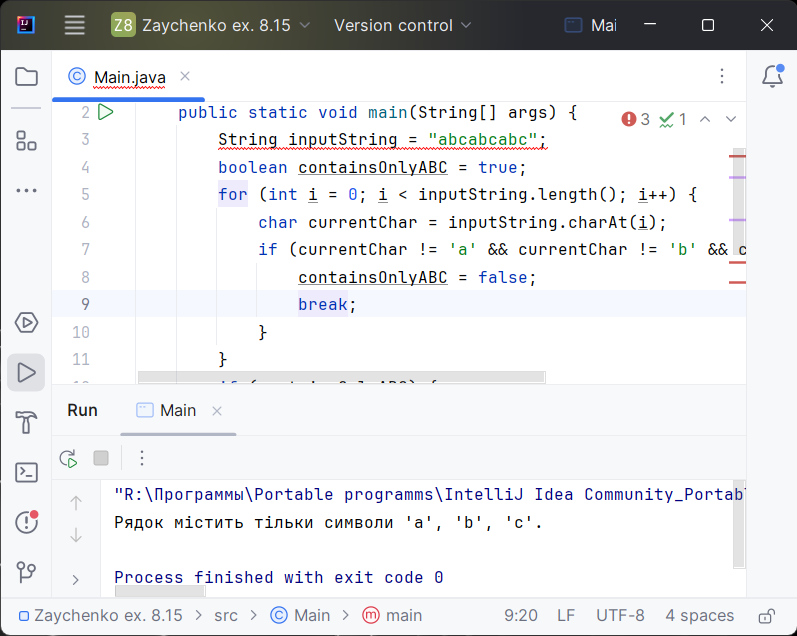 Z8 Zaychenko ex. 8.15 Version control Mai
Main.java
3 1
2 public static void main(String[] args) {
3 String inputString = "abcabcabc";
4 boolean containsOnlyABC = true;
5 for (int i = 0; i < inputString.length(); i++) {
6 char currentChar = inputString.charAt(i);
7 if (currentChar != 'a' && currentChar != 'b' && c
8 containsOnlyABC = false;
9 break;
10 }
11 }
Run Main
"R:\Программы\Portable programms\IntelliJ Idea Community_Portab
Рядок містить тільки символи 'a', 'b', 'c'.
Process finished with exit code 0
Zaychenko ex. 8.15 > src > Main > main 9:20 LF UTF-8 4 spaces